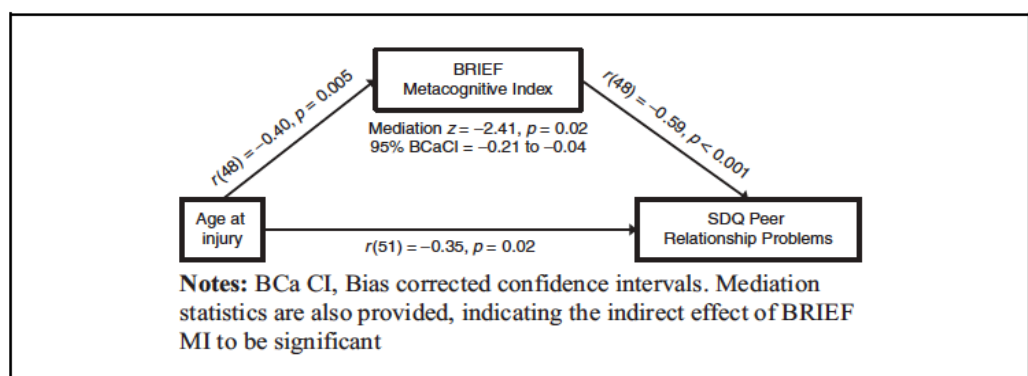 BRIEF
Metacognitive Index
r(48) = −0.40, p = 0.005
r(48) = −0.59, p < 0.001
Mediation z = −2.41, p = 0.02
95% BCaCI = −0.21 to −0.04
Age at
injury
SDQ Peer
Relationship Problems
r(51) = −0.35, p = 0.02
Notes: BCa CI, Bias corrected confidence intervals. Mediation
statistics are also provided, indicating the indirect effect of BRIEF
MI to be significant